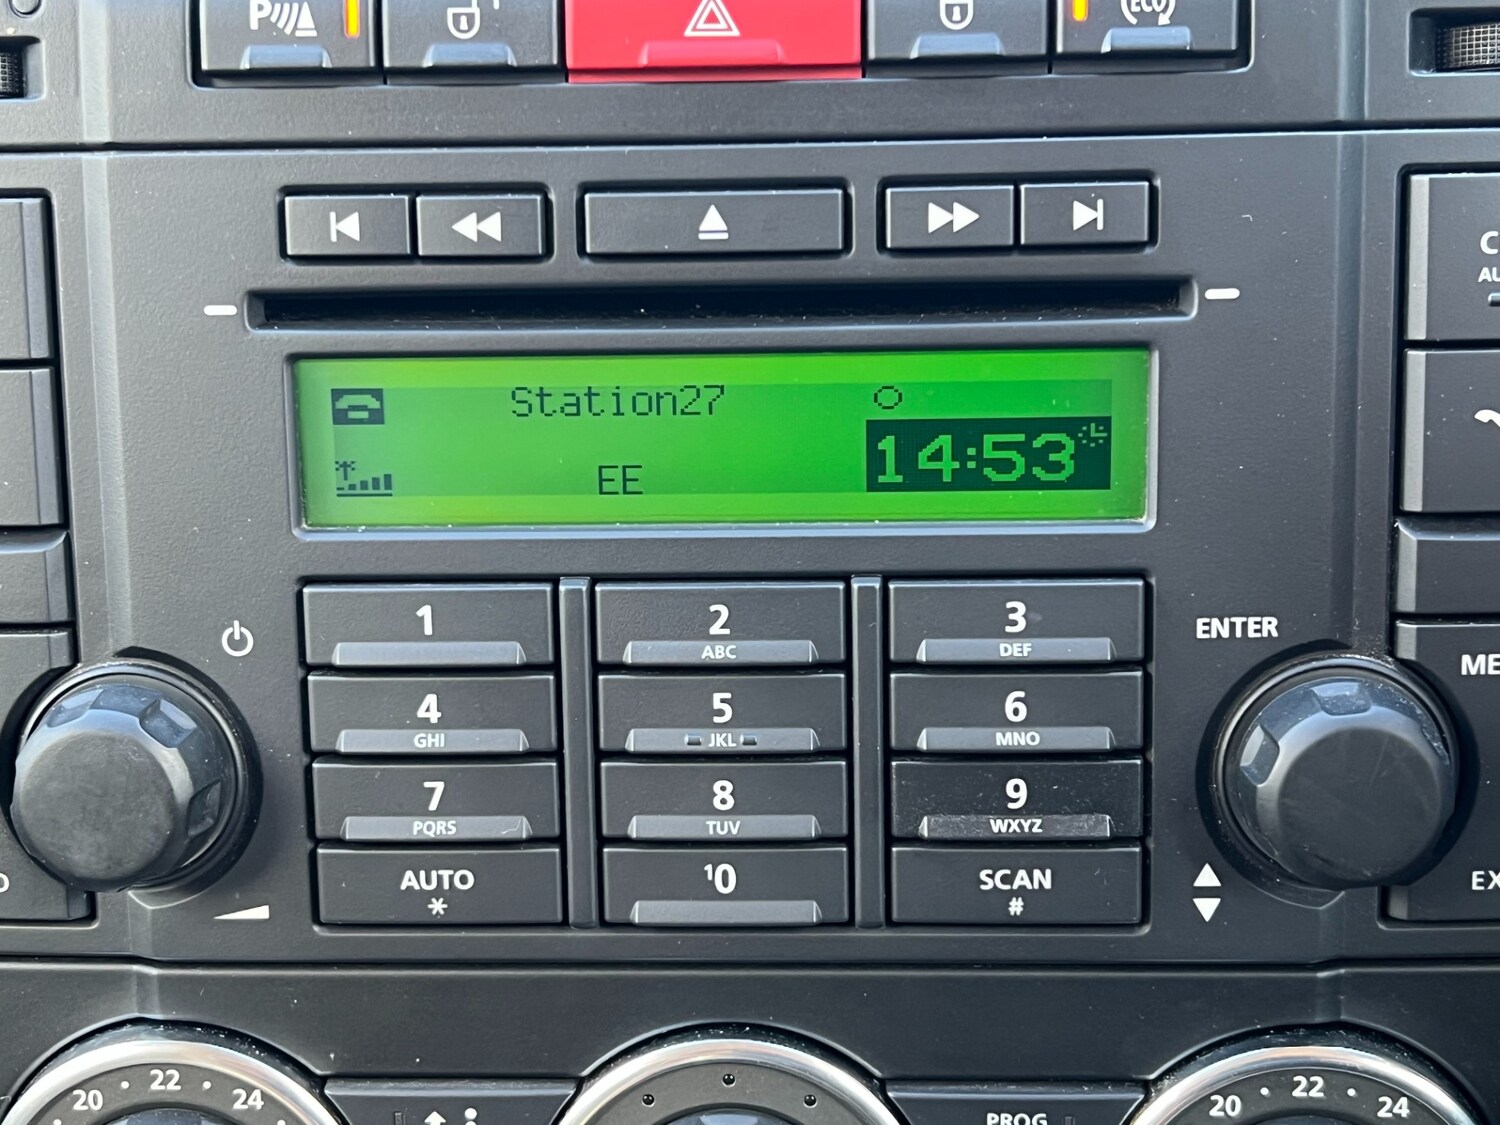 P
ECO
Station27
14:53
EE
1
2
ABC
3
DEF
ENTER
4
GHI
5
JKL
6
MNO
7
PQRS
8
TUV
9
WXYZ
AUTO
*
10
SCAN
#
20 22 24
20 22 24
PROG